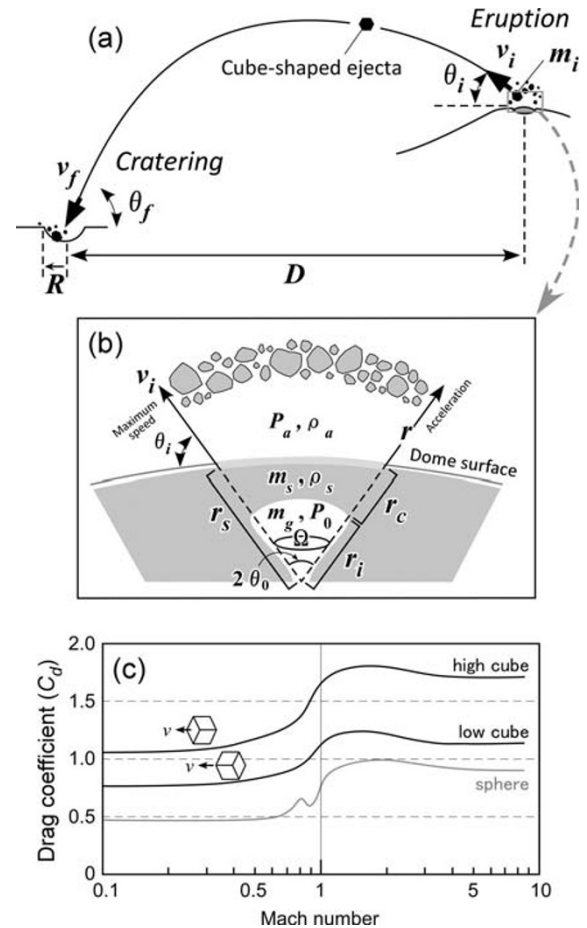 (a)
Eruption
v_i
m_i
θ_i
Cube-shaped ejecta
v_f
Cratering
θ_f
R
D
(b)
v_i
Maximum speed
θ_i
P_a, ρ_a
r
Acceleration
Dome surface
m_s, ρ_s
r_s
m_g, P_0
r_c
Ω
2 θ_0
r_i
(c)
Drag coefficient (C_d)
2.0
1.5
1.0
0.5
0
high cube
low cube
sphere
v
v
0.1
0.5
1
5
10
Mach number